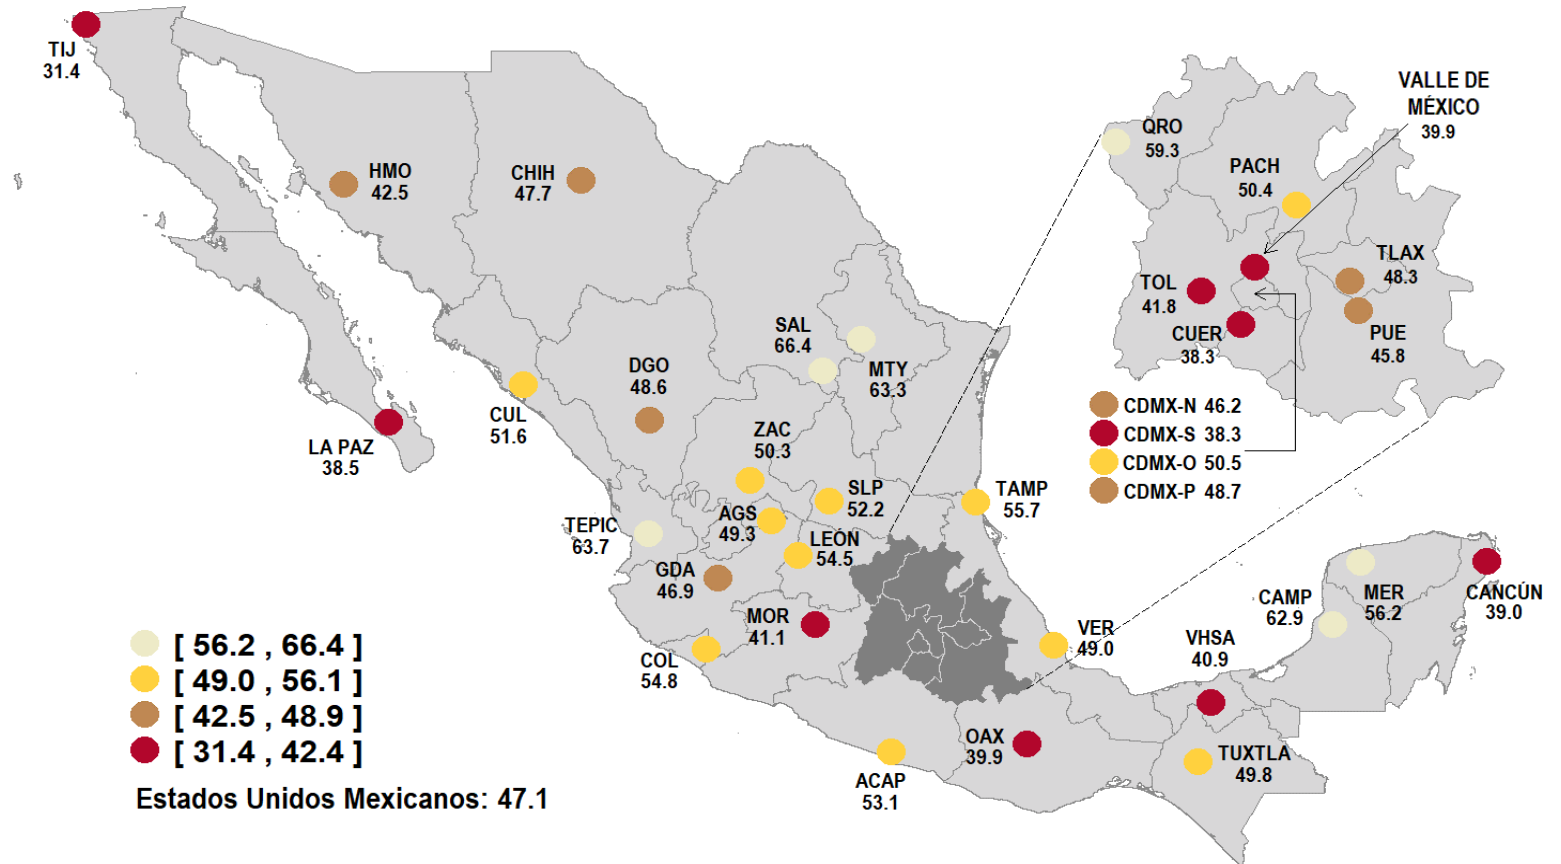 TIJ
31.4
HMO
42.5
CHIH
47.7
LA PAZ
38.5
CUL
51.6
DGO
48.6
SAL
66.4
MTY
63.3
ZAC
50.3
SLP
52.2
TAMP
55.7
AGS
49.3
TEPIC
63.7
LEÓN
54.5
GDA
46.9
MOR
41.1
COL
54.8
VER
49.0
ACAP
53.1
OAX
39.9
VHSA
40.9
TUXTLA
49.8
CAMP
62.9
MER
56.2
CANCÚN
39.0
VALLE DE
MÉXICO
39.9
QRO
59.3
PACH
50.4
TLAX
48.3
TOL
41.8
CUER
38.3
PUE
45.8
CDMX-N 46.2
CDMX-S 38.3
CDMX-O 50.5
CDMX-P 48.7
[ 56.2 , 66.4 ]
[ 49.0 , 56.1 ]
[ 42.5 , 48.9 ]
[ 31.4 , 42.4 ]
Estados Unidos Mexicanos: 47.1